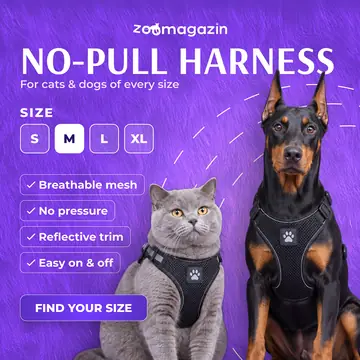 zoomagazin
NO-PULL HARNESS
For cats & dogs of every size
SIZE
S M L XL
Breathable mesh
No pressure
Reflective trim
Easy on & off
FIND YOUR SIZE